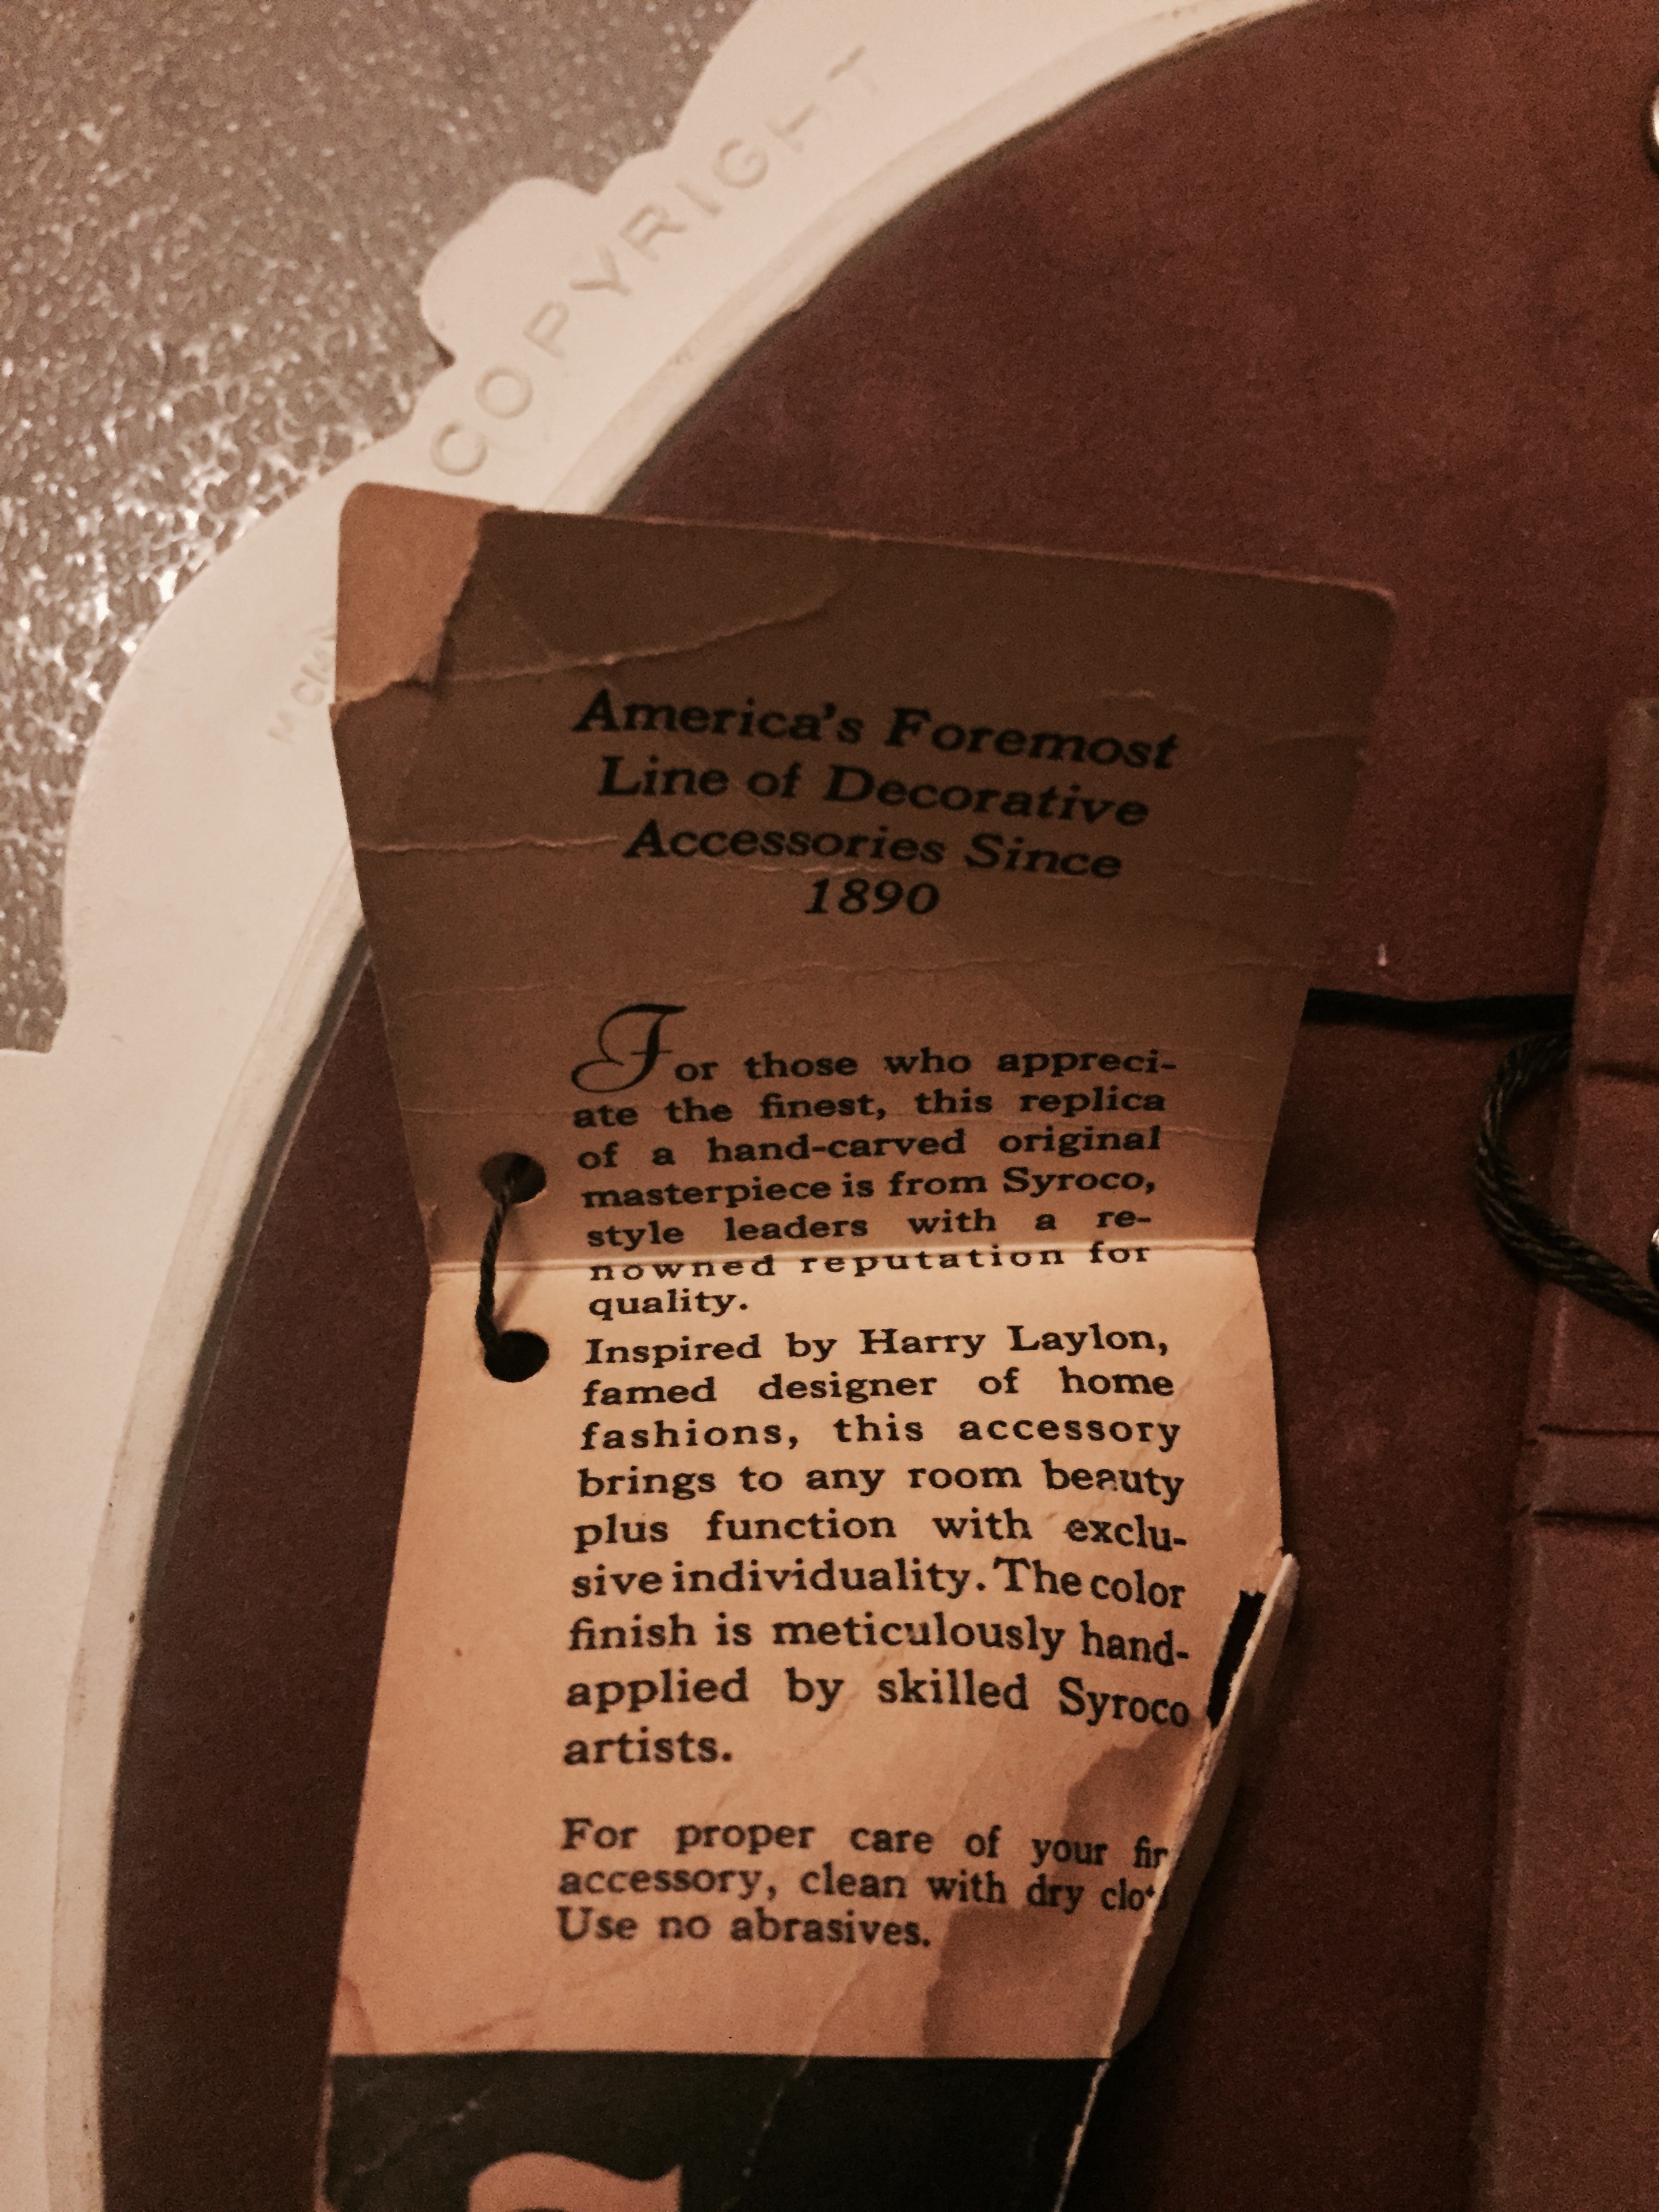 COPYRIGHT
America's Foremost
Line of Decorative
Accessories Since
1890
For those who appreci-
ate the finest, this replica
of a hand-carved original
masterpiece is from Syroco,
style leaders with a re-
nowned reputation for
quality.
Inspired by Harry Laylon,
famed designer of home
fashions, this accessory
brings to any room beauty
plus function with exclu-
sive individuality. The color
finish is meticulously hand-
applied by skilled Syroco
artists.
For proper care of your
accessory, clean with dry
Use no abrasives.